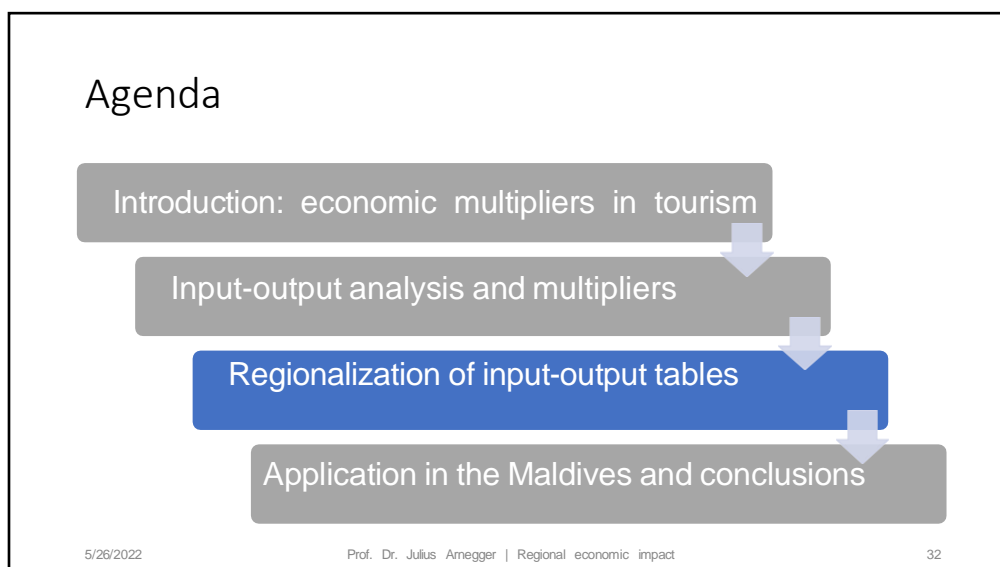 Agenda
Introduction: economic multipliers in tourism
Input-output analysis and multipliers
Regionalization of input-output tables
Application in the Maldives and conclusions
5/26/2022 Prof. Dr. Julius Arnegger | Regional economic impact 32